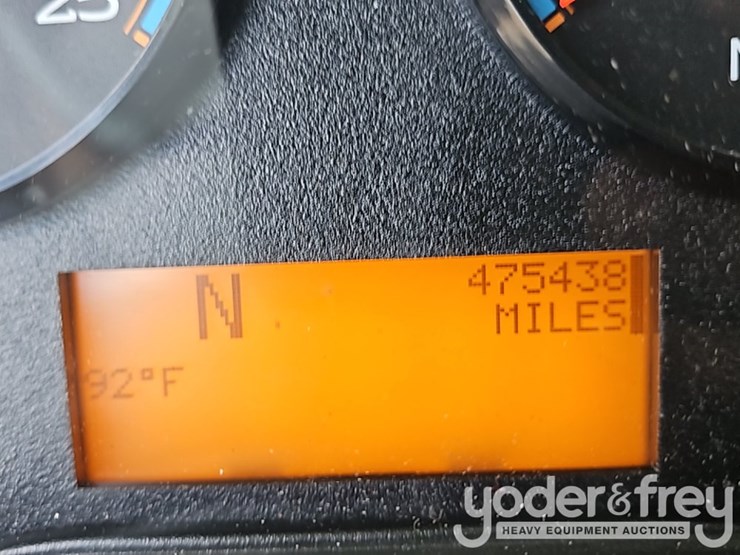 25
N
475438
MILES
92°F
yoder&frey
HEAVY EQUIPMENT AUCTIONS